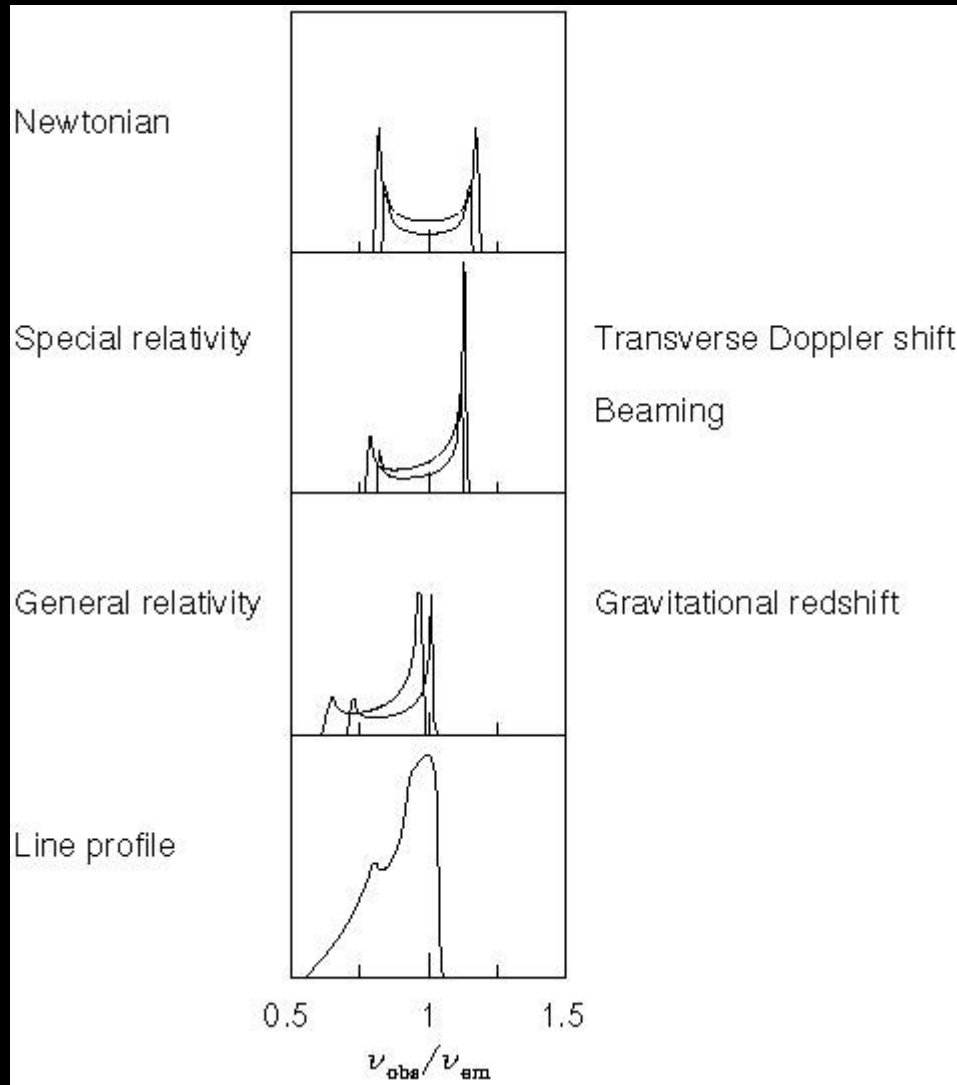 Newtonian
Special relativity
Transverse Doppler shift
Beaming
General relativity
Gravitational redshift
Line profile
0.5 1 1.5
ν_obs/ν_em